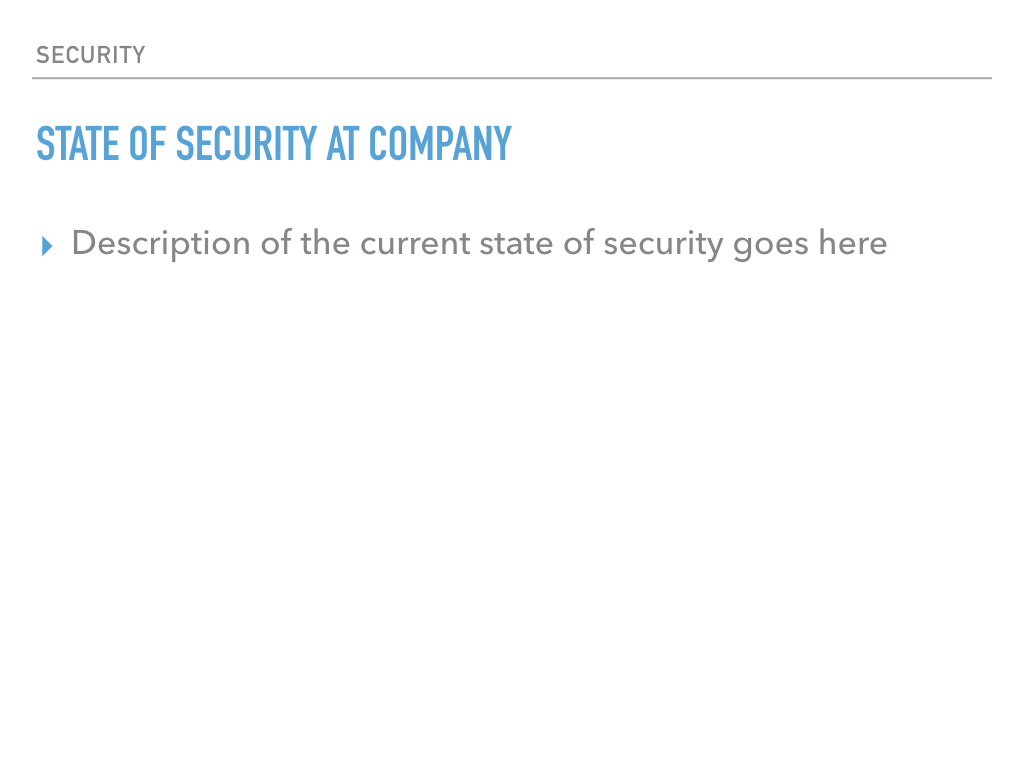 SECURITY
STATE OF SECURITY AT COMPANY
Description of the current state of security goes here